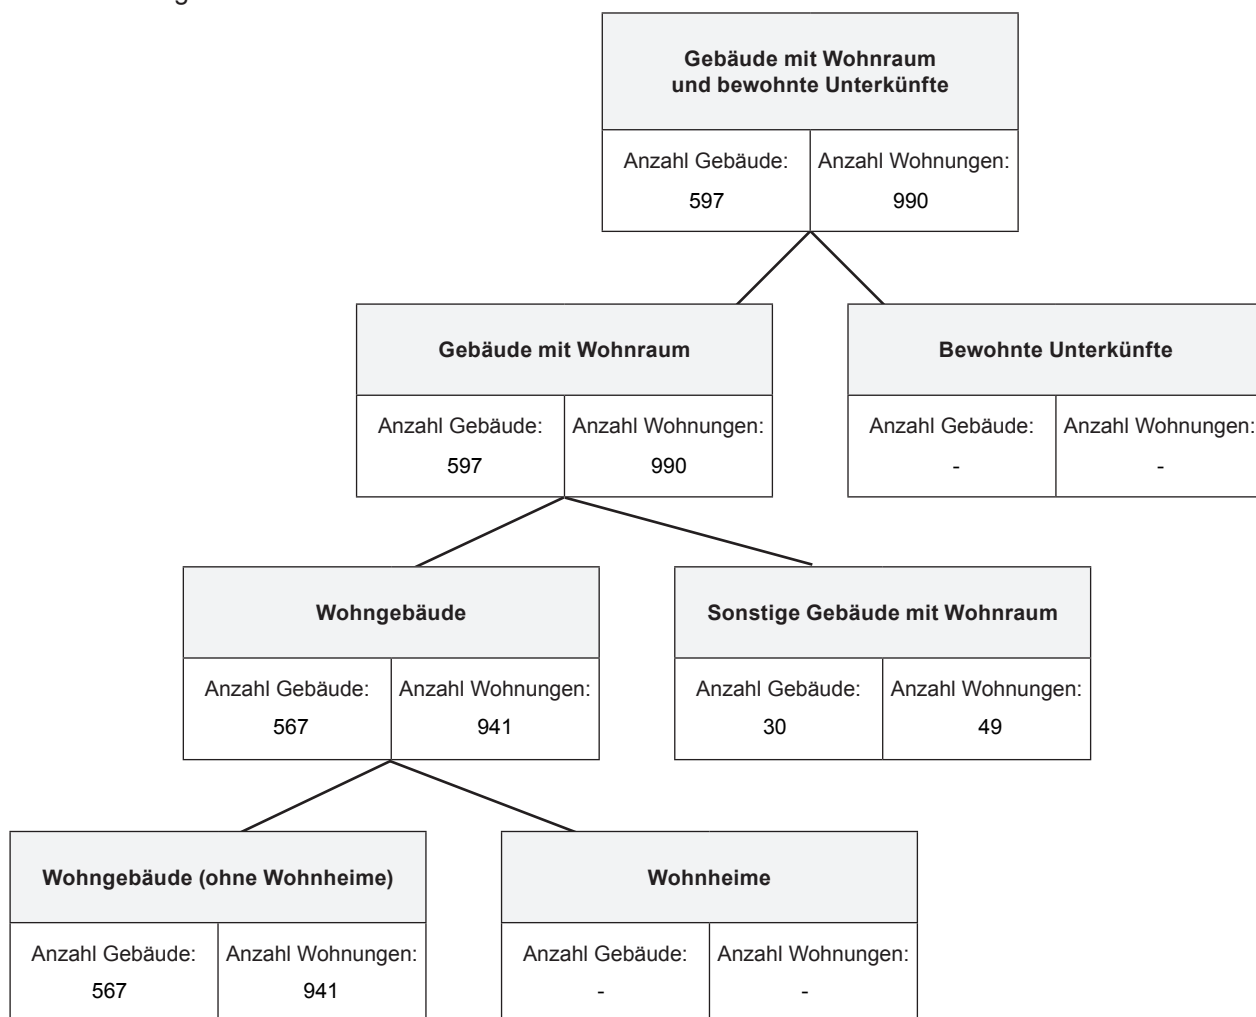 Gebäude mit Wohnraum
und bewohnte Unterkünfte
Anzahl Gebäude: Anzahl Wohnungen:
597 990
Gebäude mit Wohnraum
Anzahl Gebäude: Anzahl Wohnungen:
597 990
Bewohnte Unterkünfte
Anzahl Gebäude: Anzahl Wohnungen:
- -
Wohngebäude
Anzahl Gebäude: Anzahl Wohnungen:
567 941
Sonstige Gebäude mit Wohnraum
Anzahl Gebäude: Anzahl Wohnungen:
30 49
Wohngebäude (ohne Wohnheime)
Anzahl Gebäude: Anzahl Wohnungen:
567 941
Wohnheime
Anzahl Gebäude: Anzahl Wohnungen:
- -